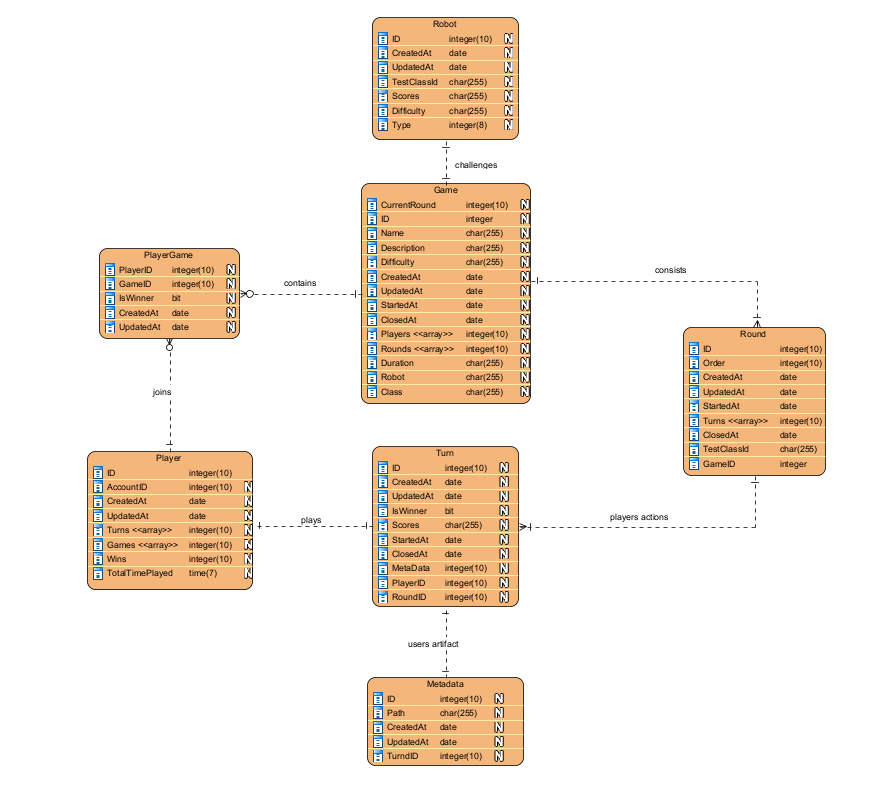 Robot
ID integer(10) N
CreatedAt date N
UpdatedAt date N
TestClassId char(255) N
Scores char(255) N
Difficulty char(255) N
Type integer(8) N
challenges
Game
CurrentRound integer(10) N
ID integer N
Name char(255) N
Description char(255) N
Difficulty char(255) N
CreatedAt date N
UpdatedAt date N
StartedAt date N
ClosedAt date N
Players <<array>> integer(10) N
Rounds <<array>> integer(10) N
Duration char(255) N
Robot char(255) N
Class char(255) N
PlayerGame
PlayerID integer(10) N
GameID integer(10) N
IsWinner bit N
CreatedAt date N
UpdatedAt date N
contains
consists
Round
ID integer(10)
Order integer(10)
CreatedAt date
UpdatedAt date
StartedAt date
Turns <<array>> integer(10)
ClosedAt date
TestClassId char(255)
GameID integer
joins
Player
ID integer(10)
AccountID integer(10) N
CreatedAt date N
UpdatedAt date N
Turns <<array>> integer(10) N
Games <<array>> integer(10) N
Wins integer(10) N
TotalTimePlayed time(7) N
plays
Turn
ID integer(10) N
CreatedAt date N
UpdatedAt date N
IsWinner bit N
Scores char(255) N
StartedAt date N
ClosedAt date N
MetaData integer(10) N
PlayerID integer(10) N
RoundID integer(10) N
players actions
users artifact
Metadata
ID integer(10) N
Path char(255) N
CreatedAt date N
UpdatedAt date N
TurndID integer(10) N